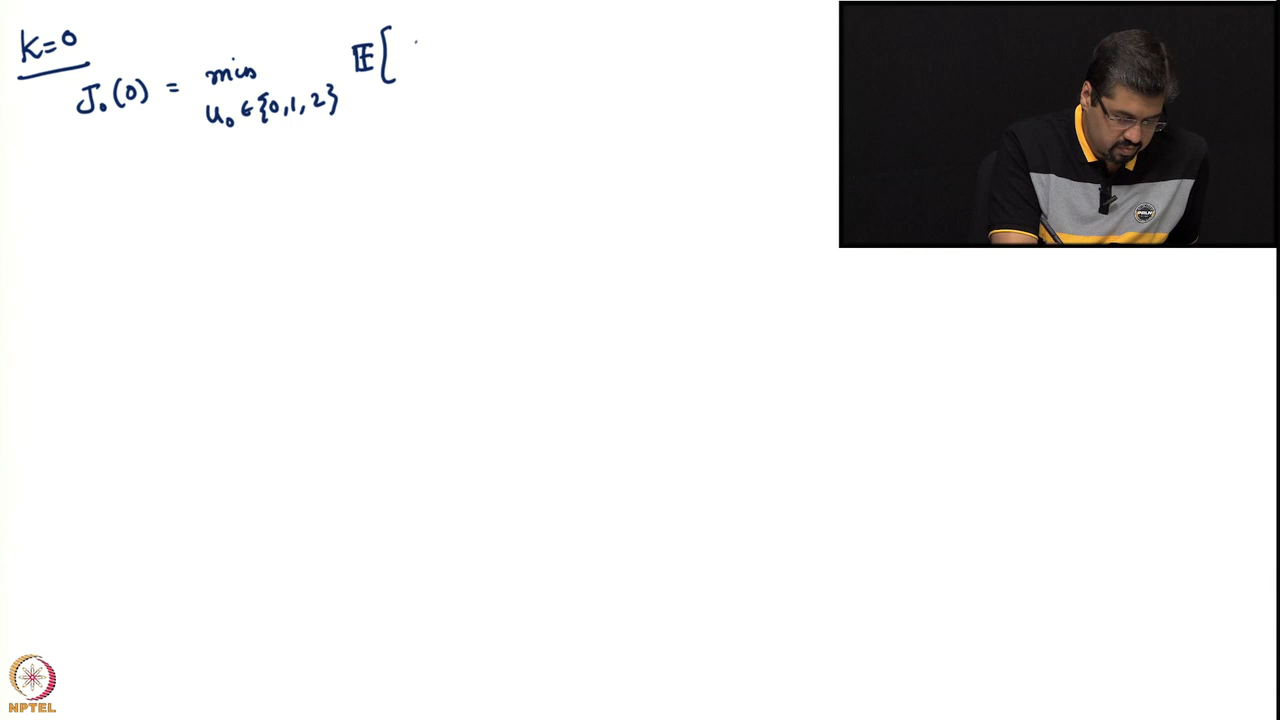 K=0
J₀(0) = min 𝔼[
u₀ ∈ {0,1,2}
NPTEL